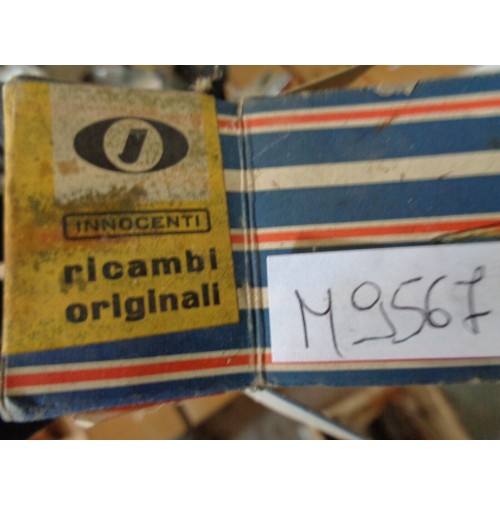 J
INNOCENTI
ricambi
originali
M9567